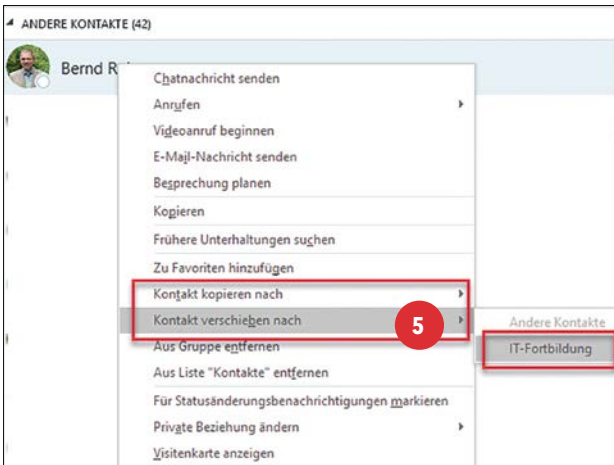 ANDERE KONTAKTE (42)
Bernd R
Chatnachricht senden
Anrufen
Videoanruf beginnen
E-Mail-Nachricht senden
Besprechung planen
Kopieren
Frühere Unterhaltungen suchen
Zu Favoriten hinzufügen
Kontakt kopieren nach
Kontakt verschieben nach
5
Andere Kontakte
Aus Gruppe entfernen
IT-Fortbildung
Aus Liste "Kontakte" entfernen
Für Statusänderungsbenachrichtigungen markieren
Private Beziehung ändern
Visitenkarte anzeigen